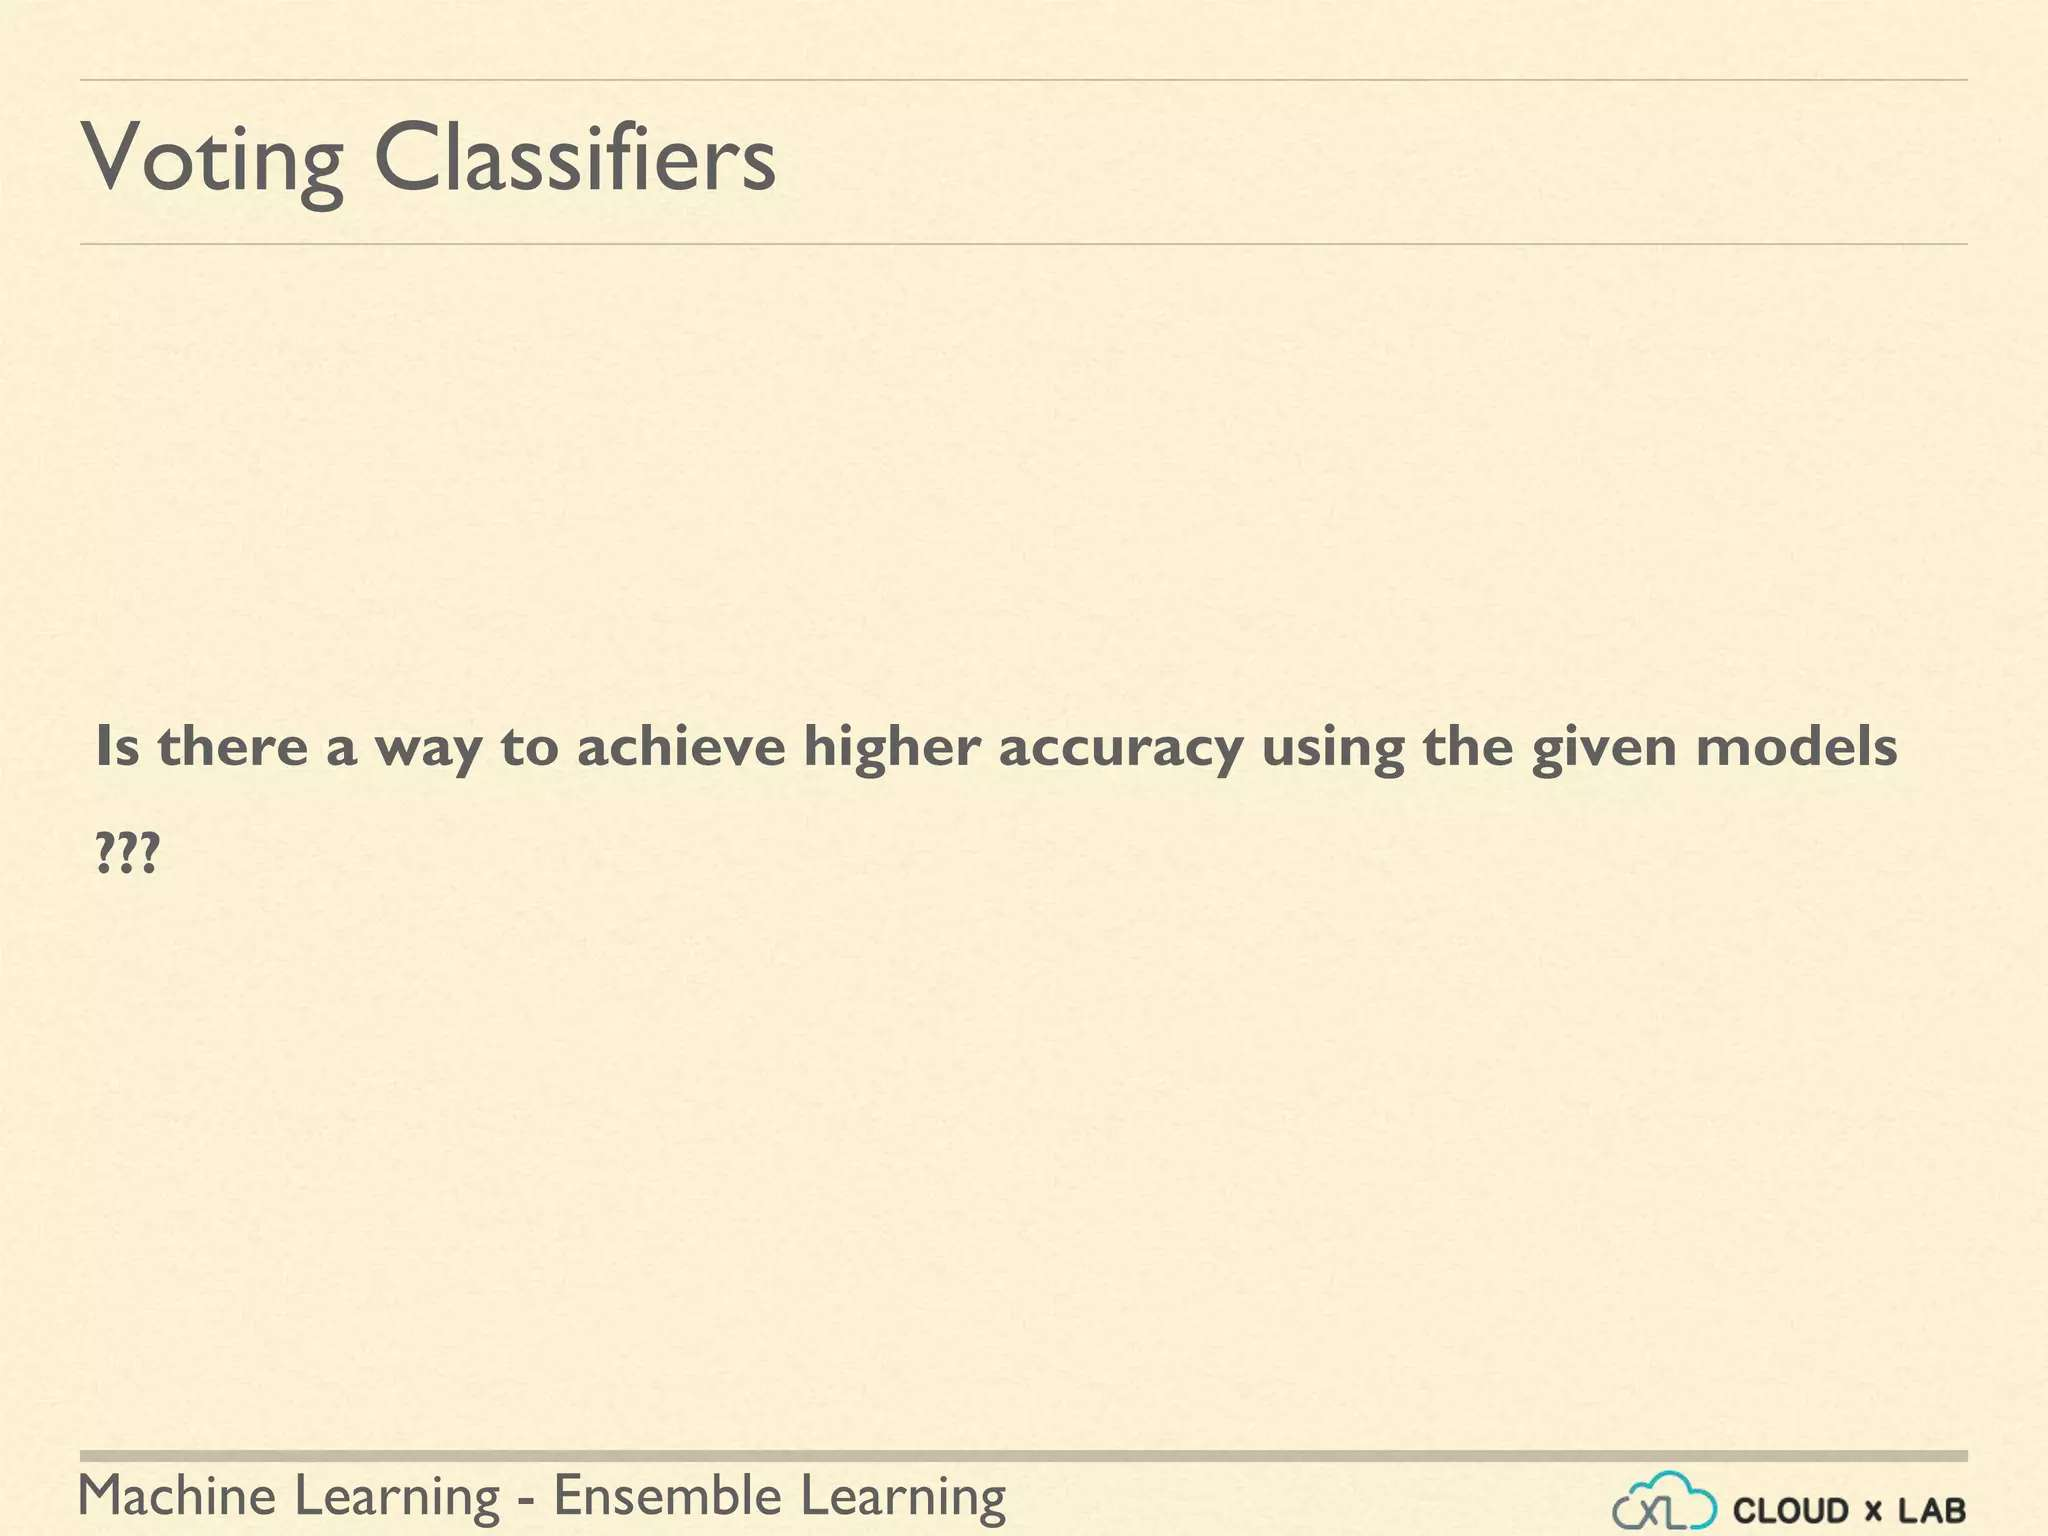 Voting Classifiers
Is there a way to achieve higher accuracy using the given models
???
Machine Learning - Ensemble Learning
CXL CLOUD x LAB